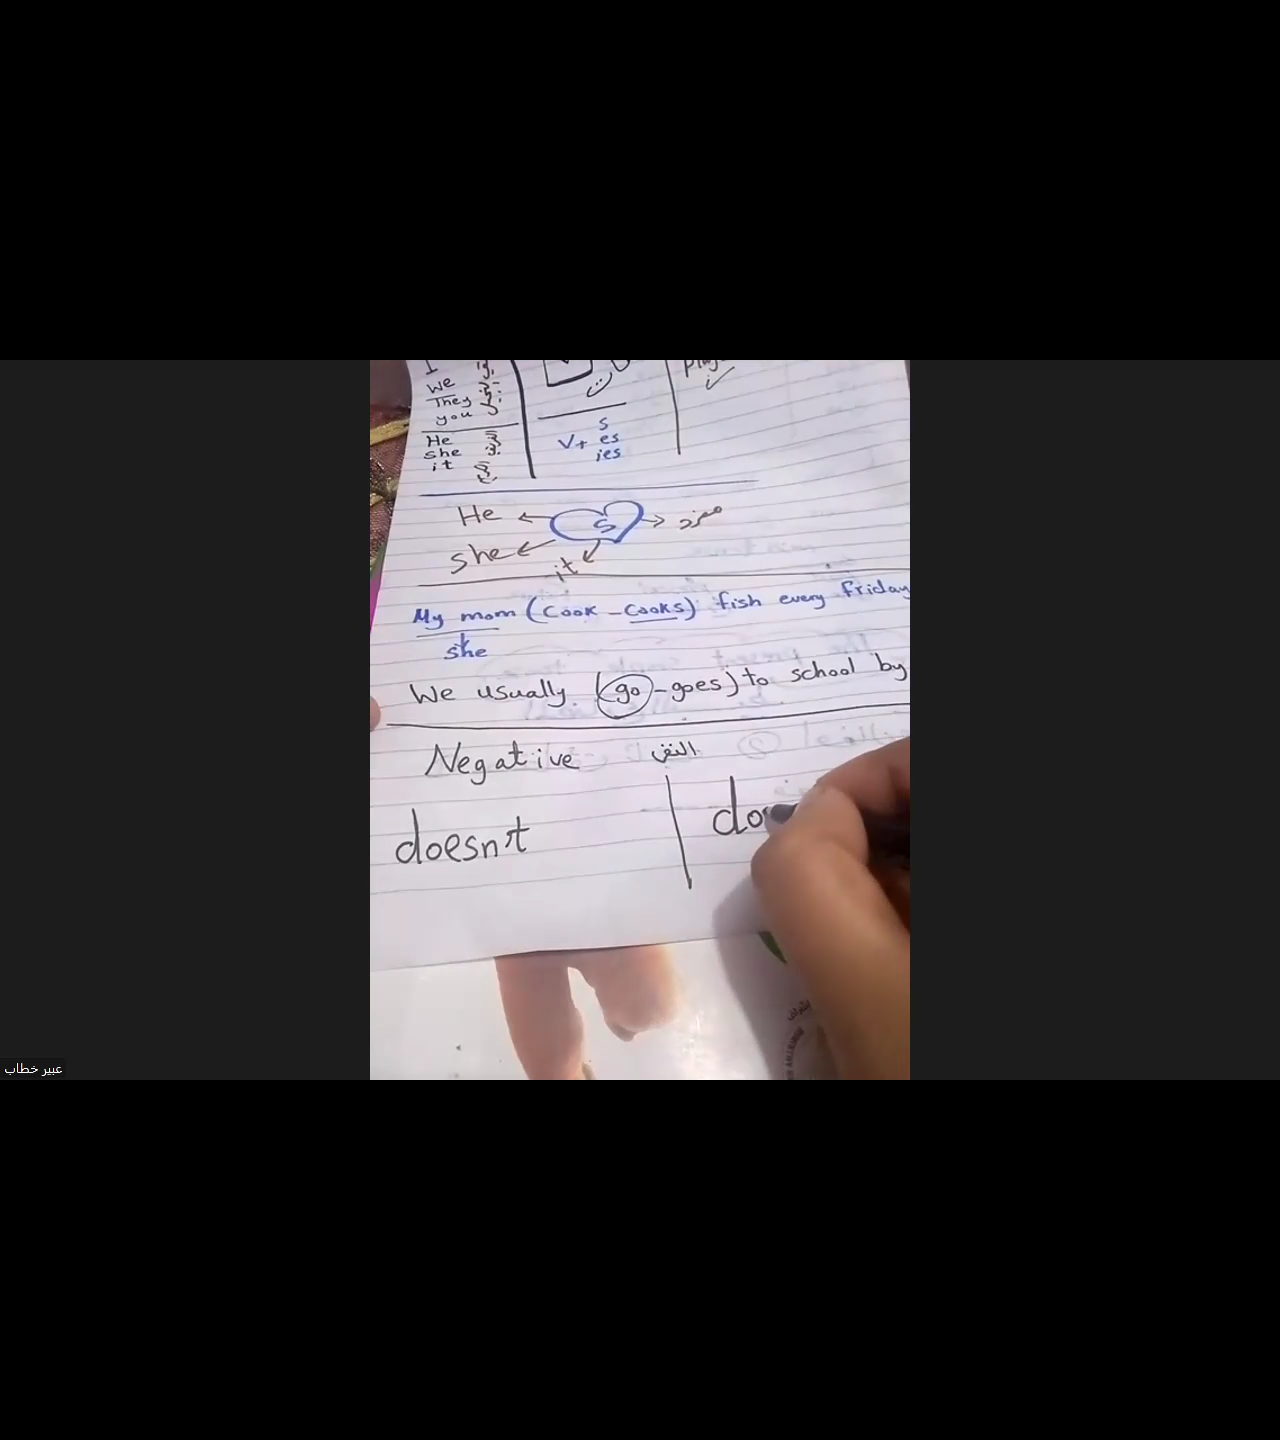 I
we
They
you
He
she
it
s
V+ es
ies
He ← s → مفرد
she
it
My mom (Cook - Cooks) fish every Friday
she
We usually (go - goes) to school by
Negative النفي
doesn't
do
عبير خطاب